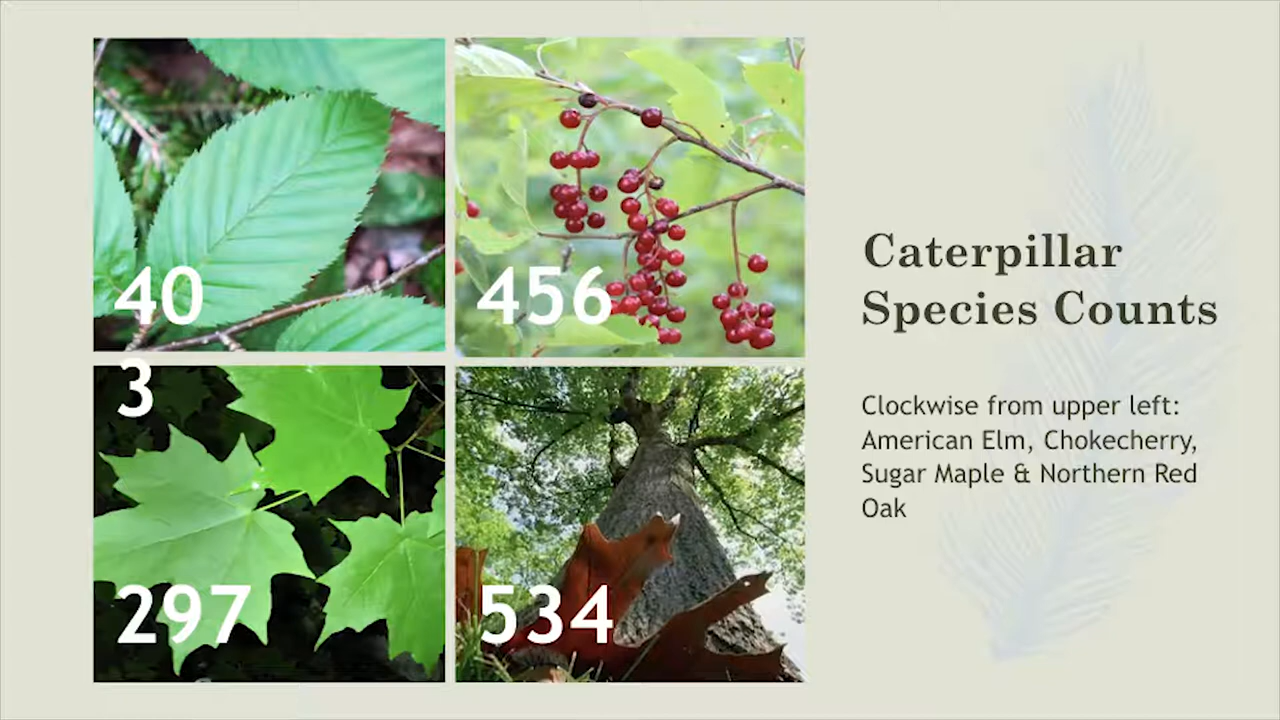 40
3
456
297
534
Caterpillar
Species Counts
Clockwise from upper left:
American Elm, Chokecherry,
Sugar Maple & Northern Red
Oak